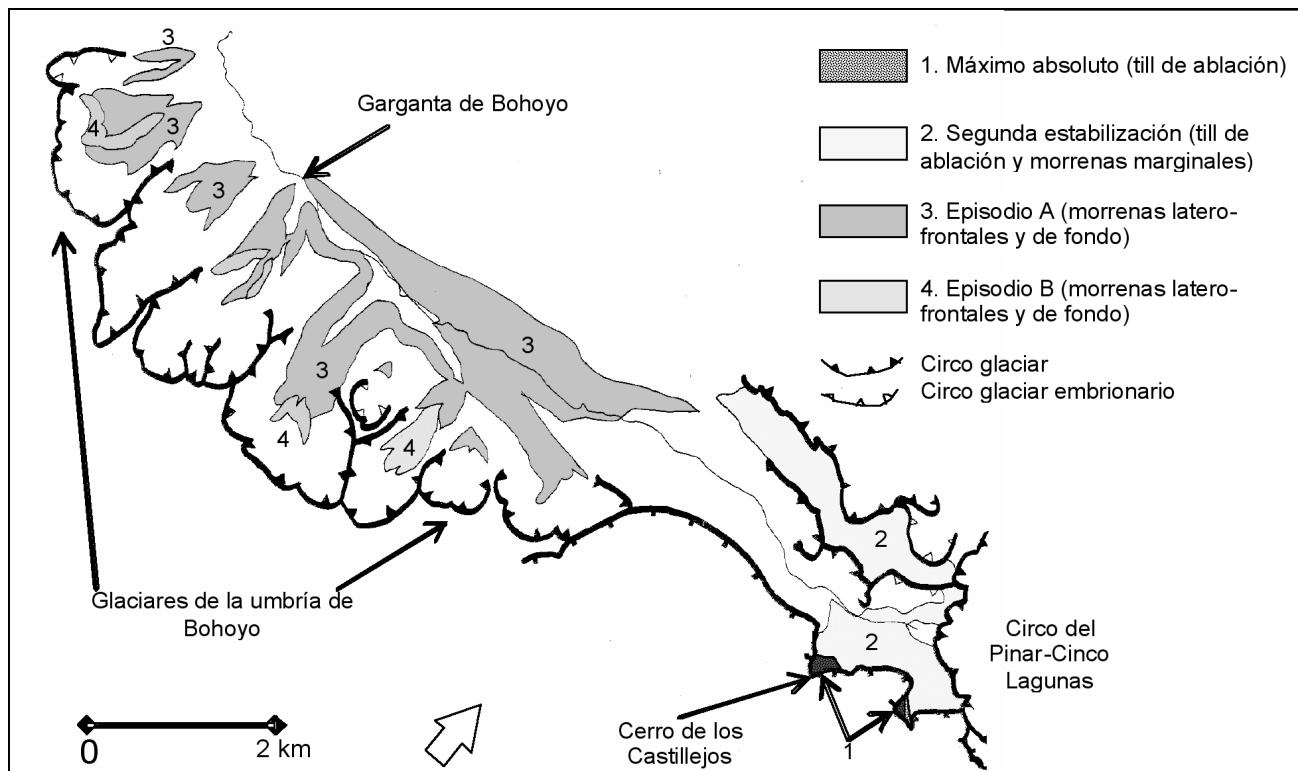 3
4
3
3
Garganta de Bohoyo
1. Máximo absoluto (till de ablación)
2. Segunda estabilización (till de
ablación y morrenas marginales)
3. Episodio A (morrenas latero-
frontales y de fondo)
4. Episodio B (morrenas latero-
frontales y de fondo)
Circo glaciar
Circo glaciar embrionario
3
3
4
4
2
2
Glaciares de la umbría de
Bohoyo
Circo del
Pinar-Cinco
Lagunas
Cerro de los
Castillejos
1
0
2 km